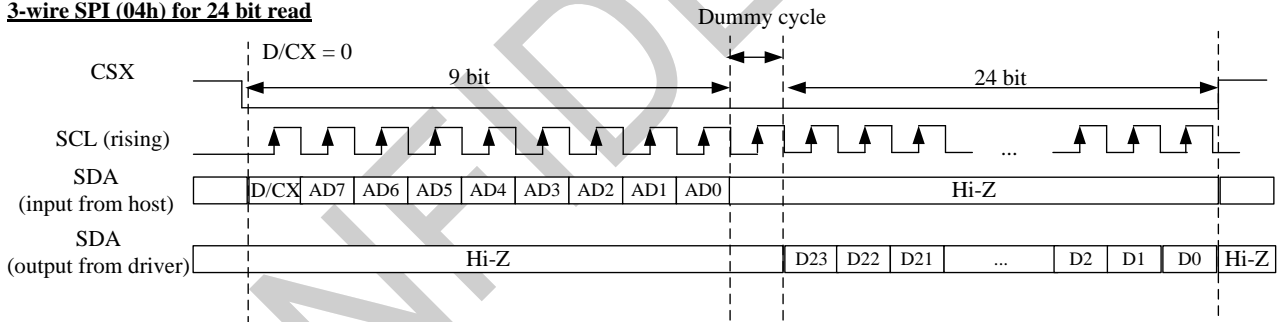 3-wire SPI (04h) for 24 bit read
Dummy cycle
D/CX = 0
CSX
9 bit
24 bit
SCL (rising)
...
SDA
(input from host)
D/CX AD7 AD6 AD5 AD4 AD3 AD2 AD1 AD0 Hi-Z
SDA
(output from driver)
Hi-Z D23 D22 D21 ... D2 D1 D0 Hi-Z